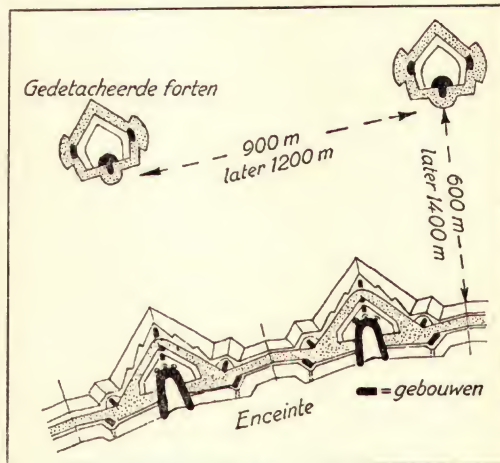 Gedetacheerde forten
900 m
later 1200 m
600 m
later 1400 m
= gebouwen
Enceinte